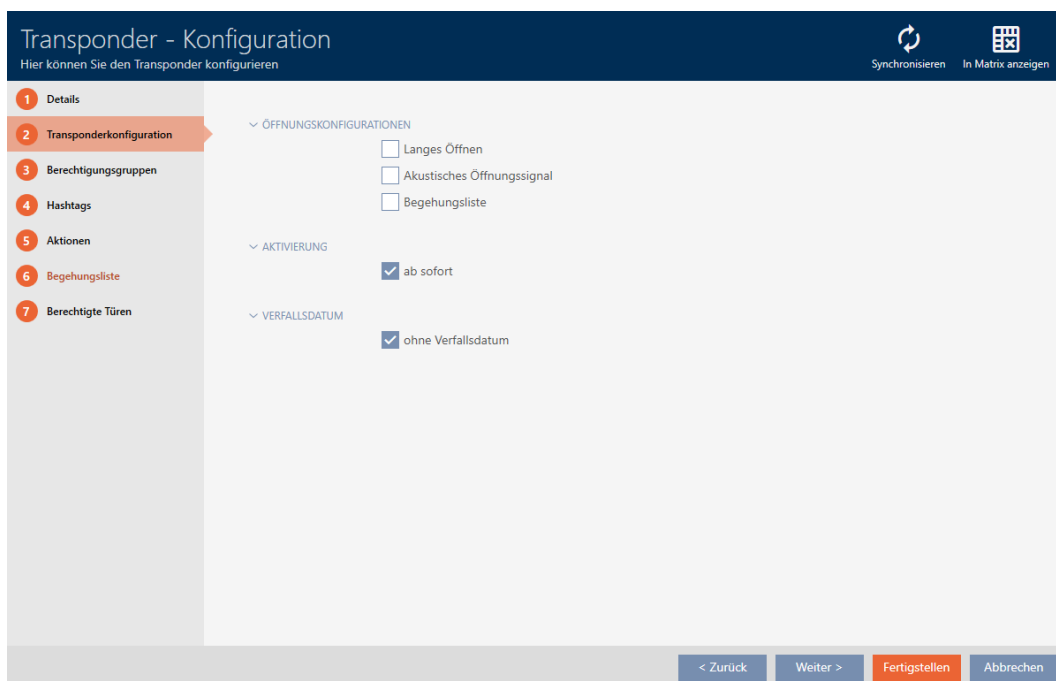 Transponder - Konfiguration
Hier können Sie den Transponder konfigurieren
Synchronisieren
In Matrix anzeigen
1 Details
2 Transponderkonfiguration
3 Berechtigungsgruppen
4 Hashtags
5 Aktionen
6 Begehungsliste
7 Berechtigte Türen
ÖFFNUNGSKONFIGURATIONEN
Langes Öffnen
Akustisches Öffnungssignal
Begehungsliste
AKTIVIERUNG
ab sofort
VERFALLSDATUM
ohne Verfallsdatum
< Zurück
Weiter >
Fertigstellen
Abbrechen